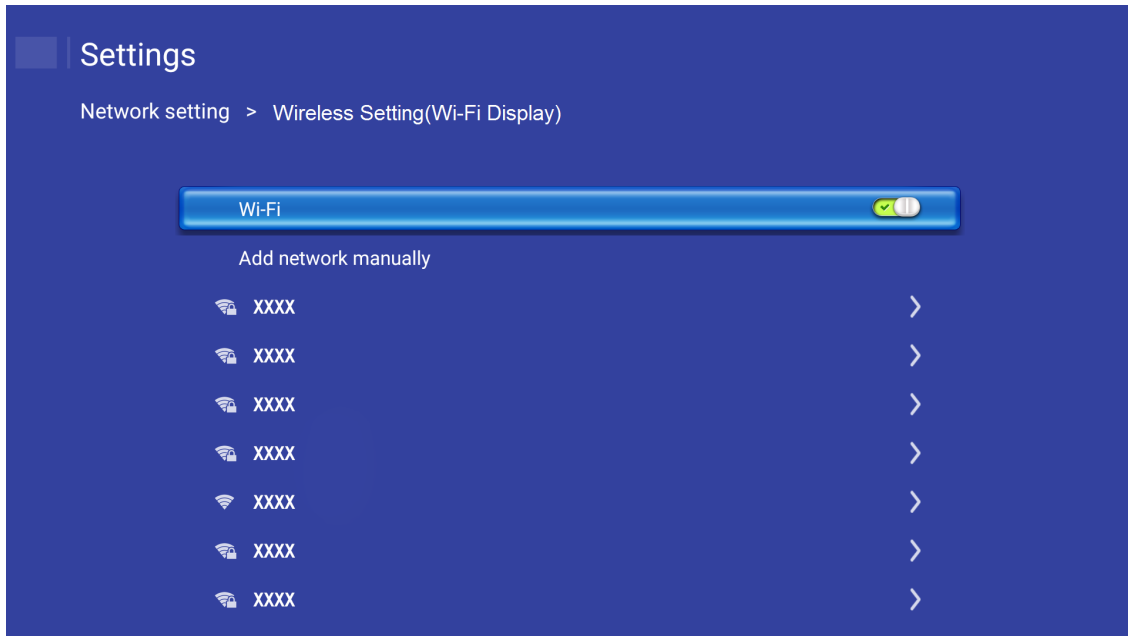 Settings
Network setting > Wireless Setting(Wi-Fi Display)
Wi-Fi
Add network manually
XXXX
XXXX
XXXX
XXXX
XXXX
XXXX
XXXX